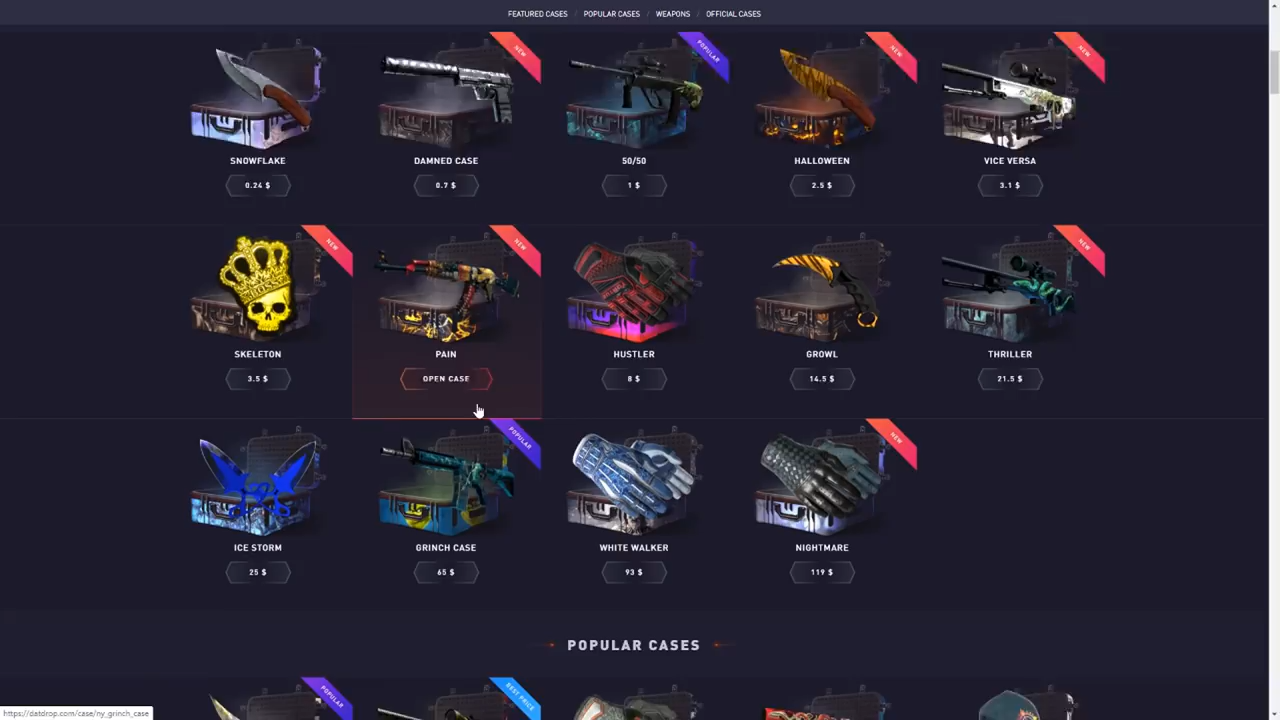 FEATURED CASES / POPULAR CASES / WEAPONS / OFFICIAL CASES
NEW
POPULAR
NEW
NEW
SNOWFLAKE
DAMNED CASE
50/50
HALLOWEEN
VICE VERSA
0.24 $
0.7 $
1 $
2.5 $
3.1 $
NEW
NEW
NEW
SKELETON
PAIN
HUSTLER
GROWL
THRILLER
3.5 $
OPEN CASE
8 $
14.5 $
21.5 $
POPULAR
NEW
ICE STORM
GRINCH CASE
WHITE WALKER
NIGHTMARE
25 $
65 $
93 $
119 $
POPULAR CASES
POPULAR
BEST PRICE
https://datdrop.com/case/ny_grinch_case